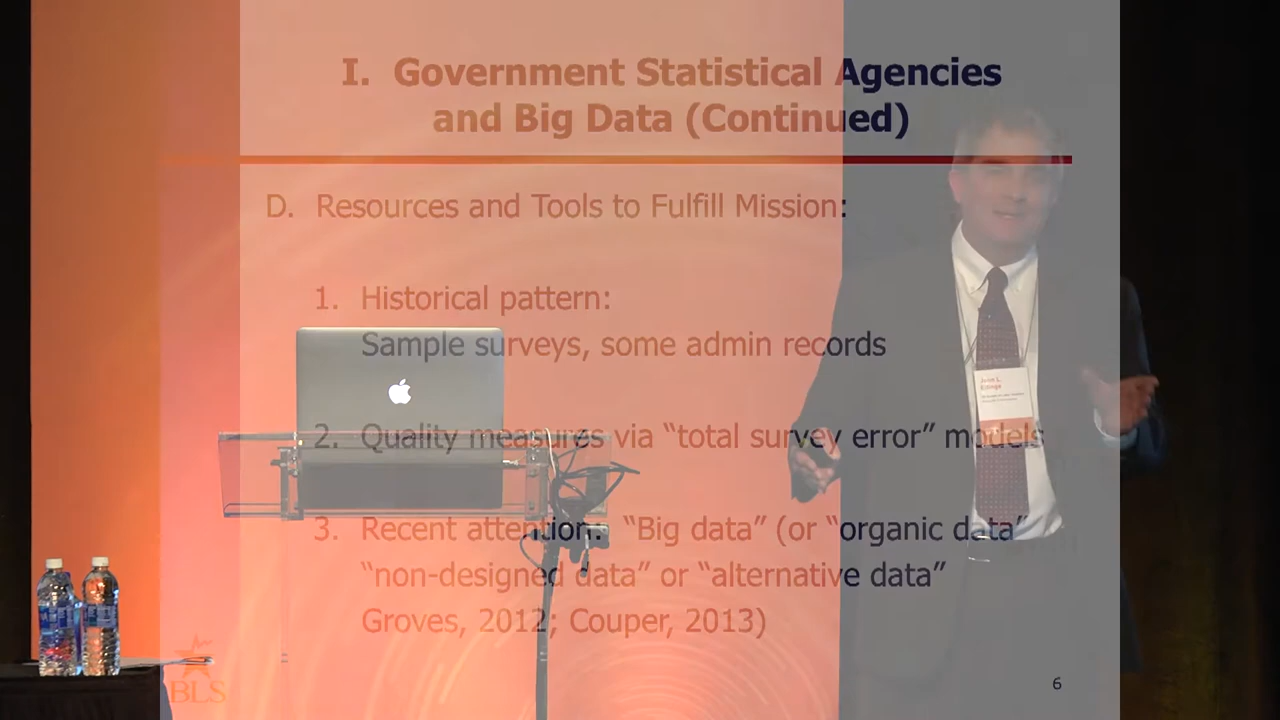 I. Government Statistical Agencies
and Big Data (Continued)
D. Resources and Tools to Fulfill Mission:
1. Historical pattern:
Sample surveys, some admin records
2. Quality measures via “total survey error” models
3. Recent attention: “Big data” (or “organic data”
“non-designed data” or “alternative data”
Groves, 2012; Couper, 2013)
BLS
6